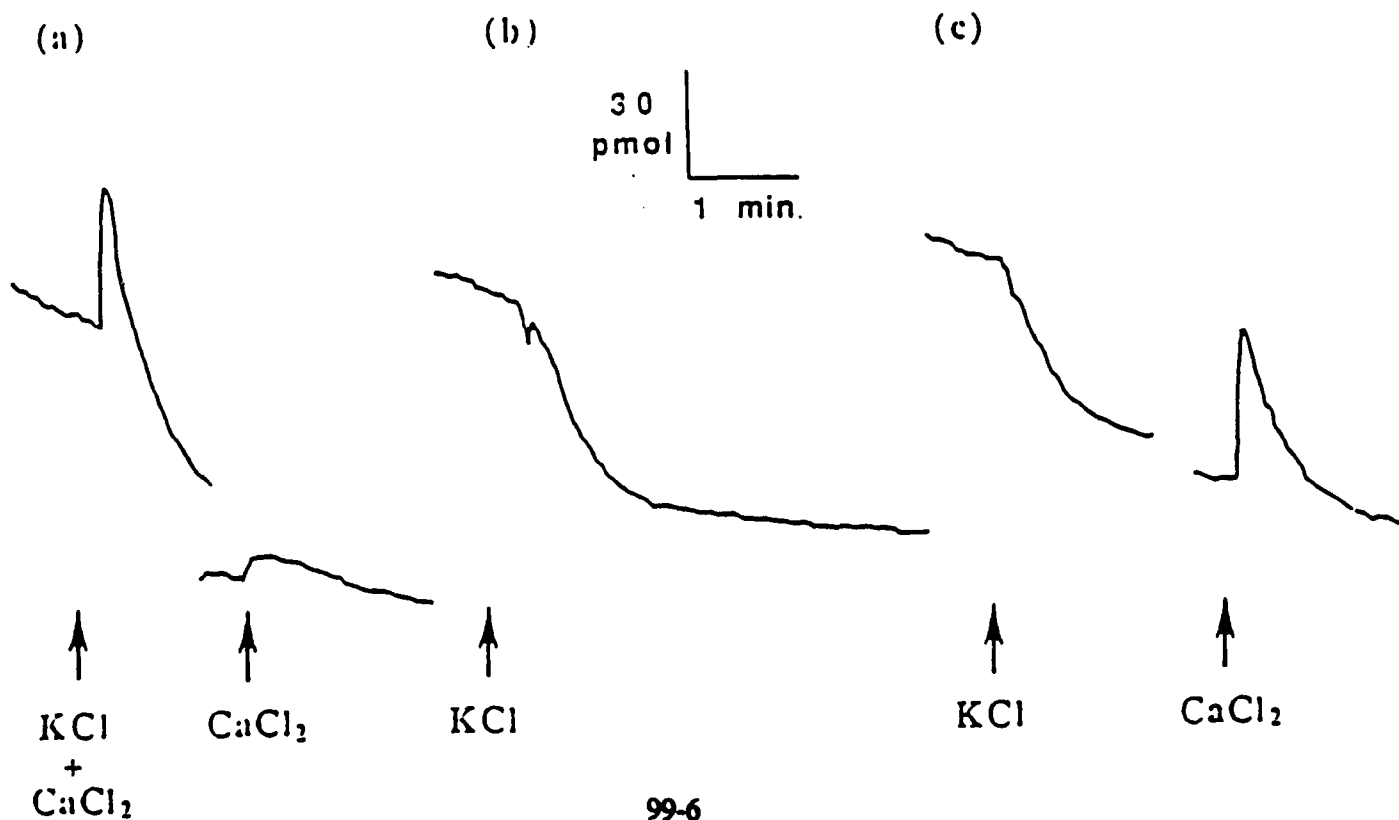 (a)
(b)
(c)
30
pmol
1 min.
KCl
+
CaCl₂
CaCl₂
KCl
KCl
CaCl₂
99-6